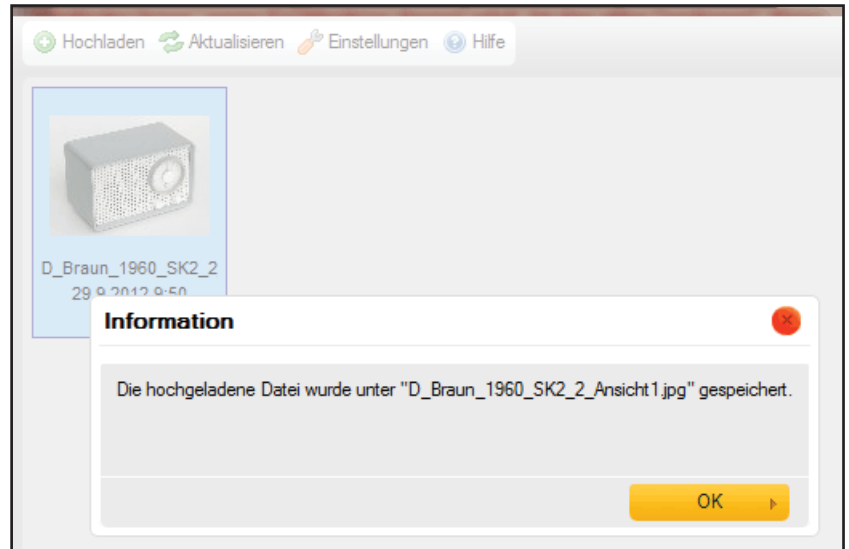 Hochladen Aktualisieren Einstellungen Hilfe
D_Braun_1960_SK2_2
29.9.2012 9:50
Information
Die hochgeladene Datei wurde unter "D_Braun_1960_SK2_2_Ansicht1.jpg" gespeichert.
OK